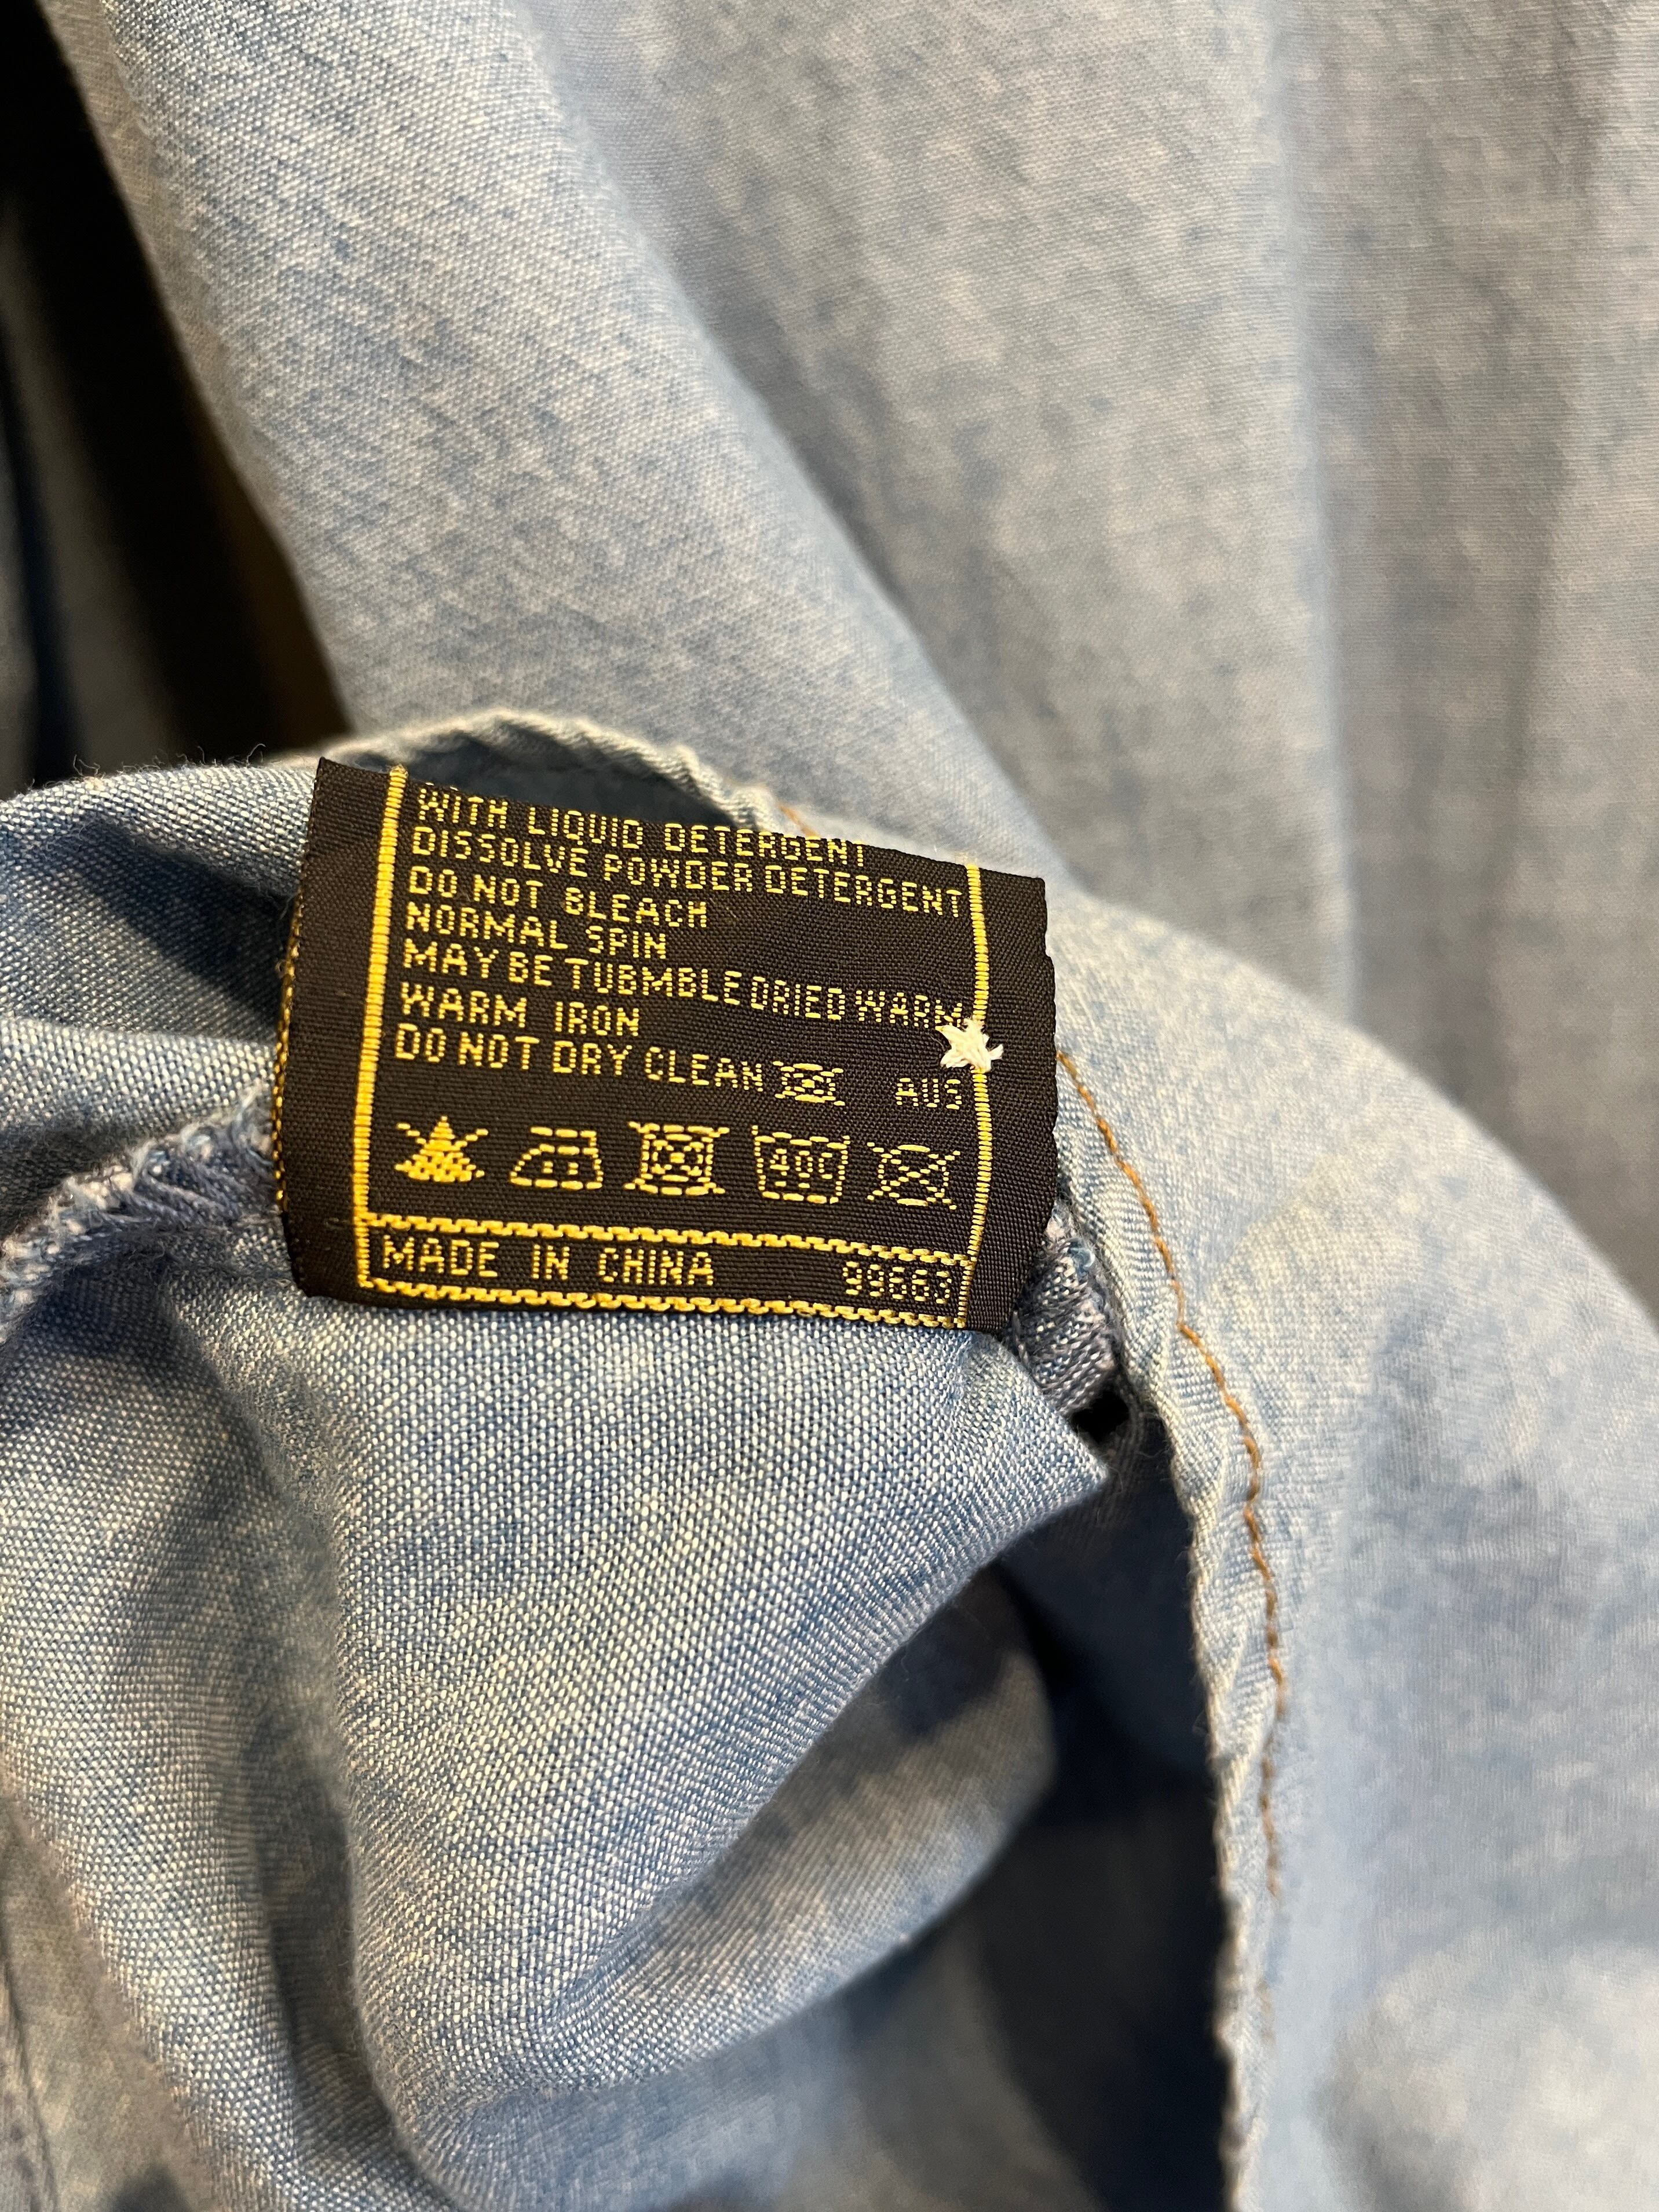 WITH LIQUID DETERGENT
DISSOLVE POWDER DETERGENT
DO NOT BLEACH
NORMAL SPIN
MAY BE TUBMBLE DRIED WARM
WARM IRON
DO NOT DRY CLEAN AUS
40C
MADE IN CHINA 99663